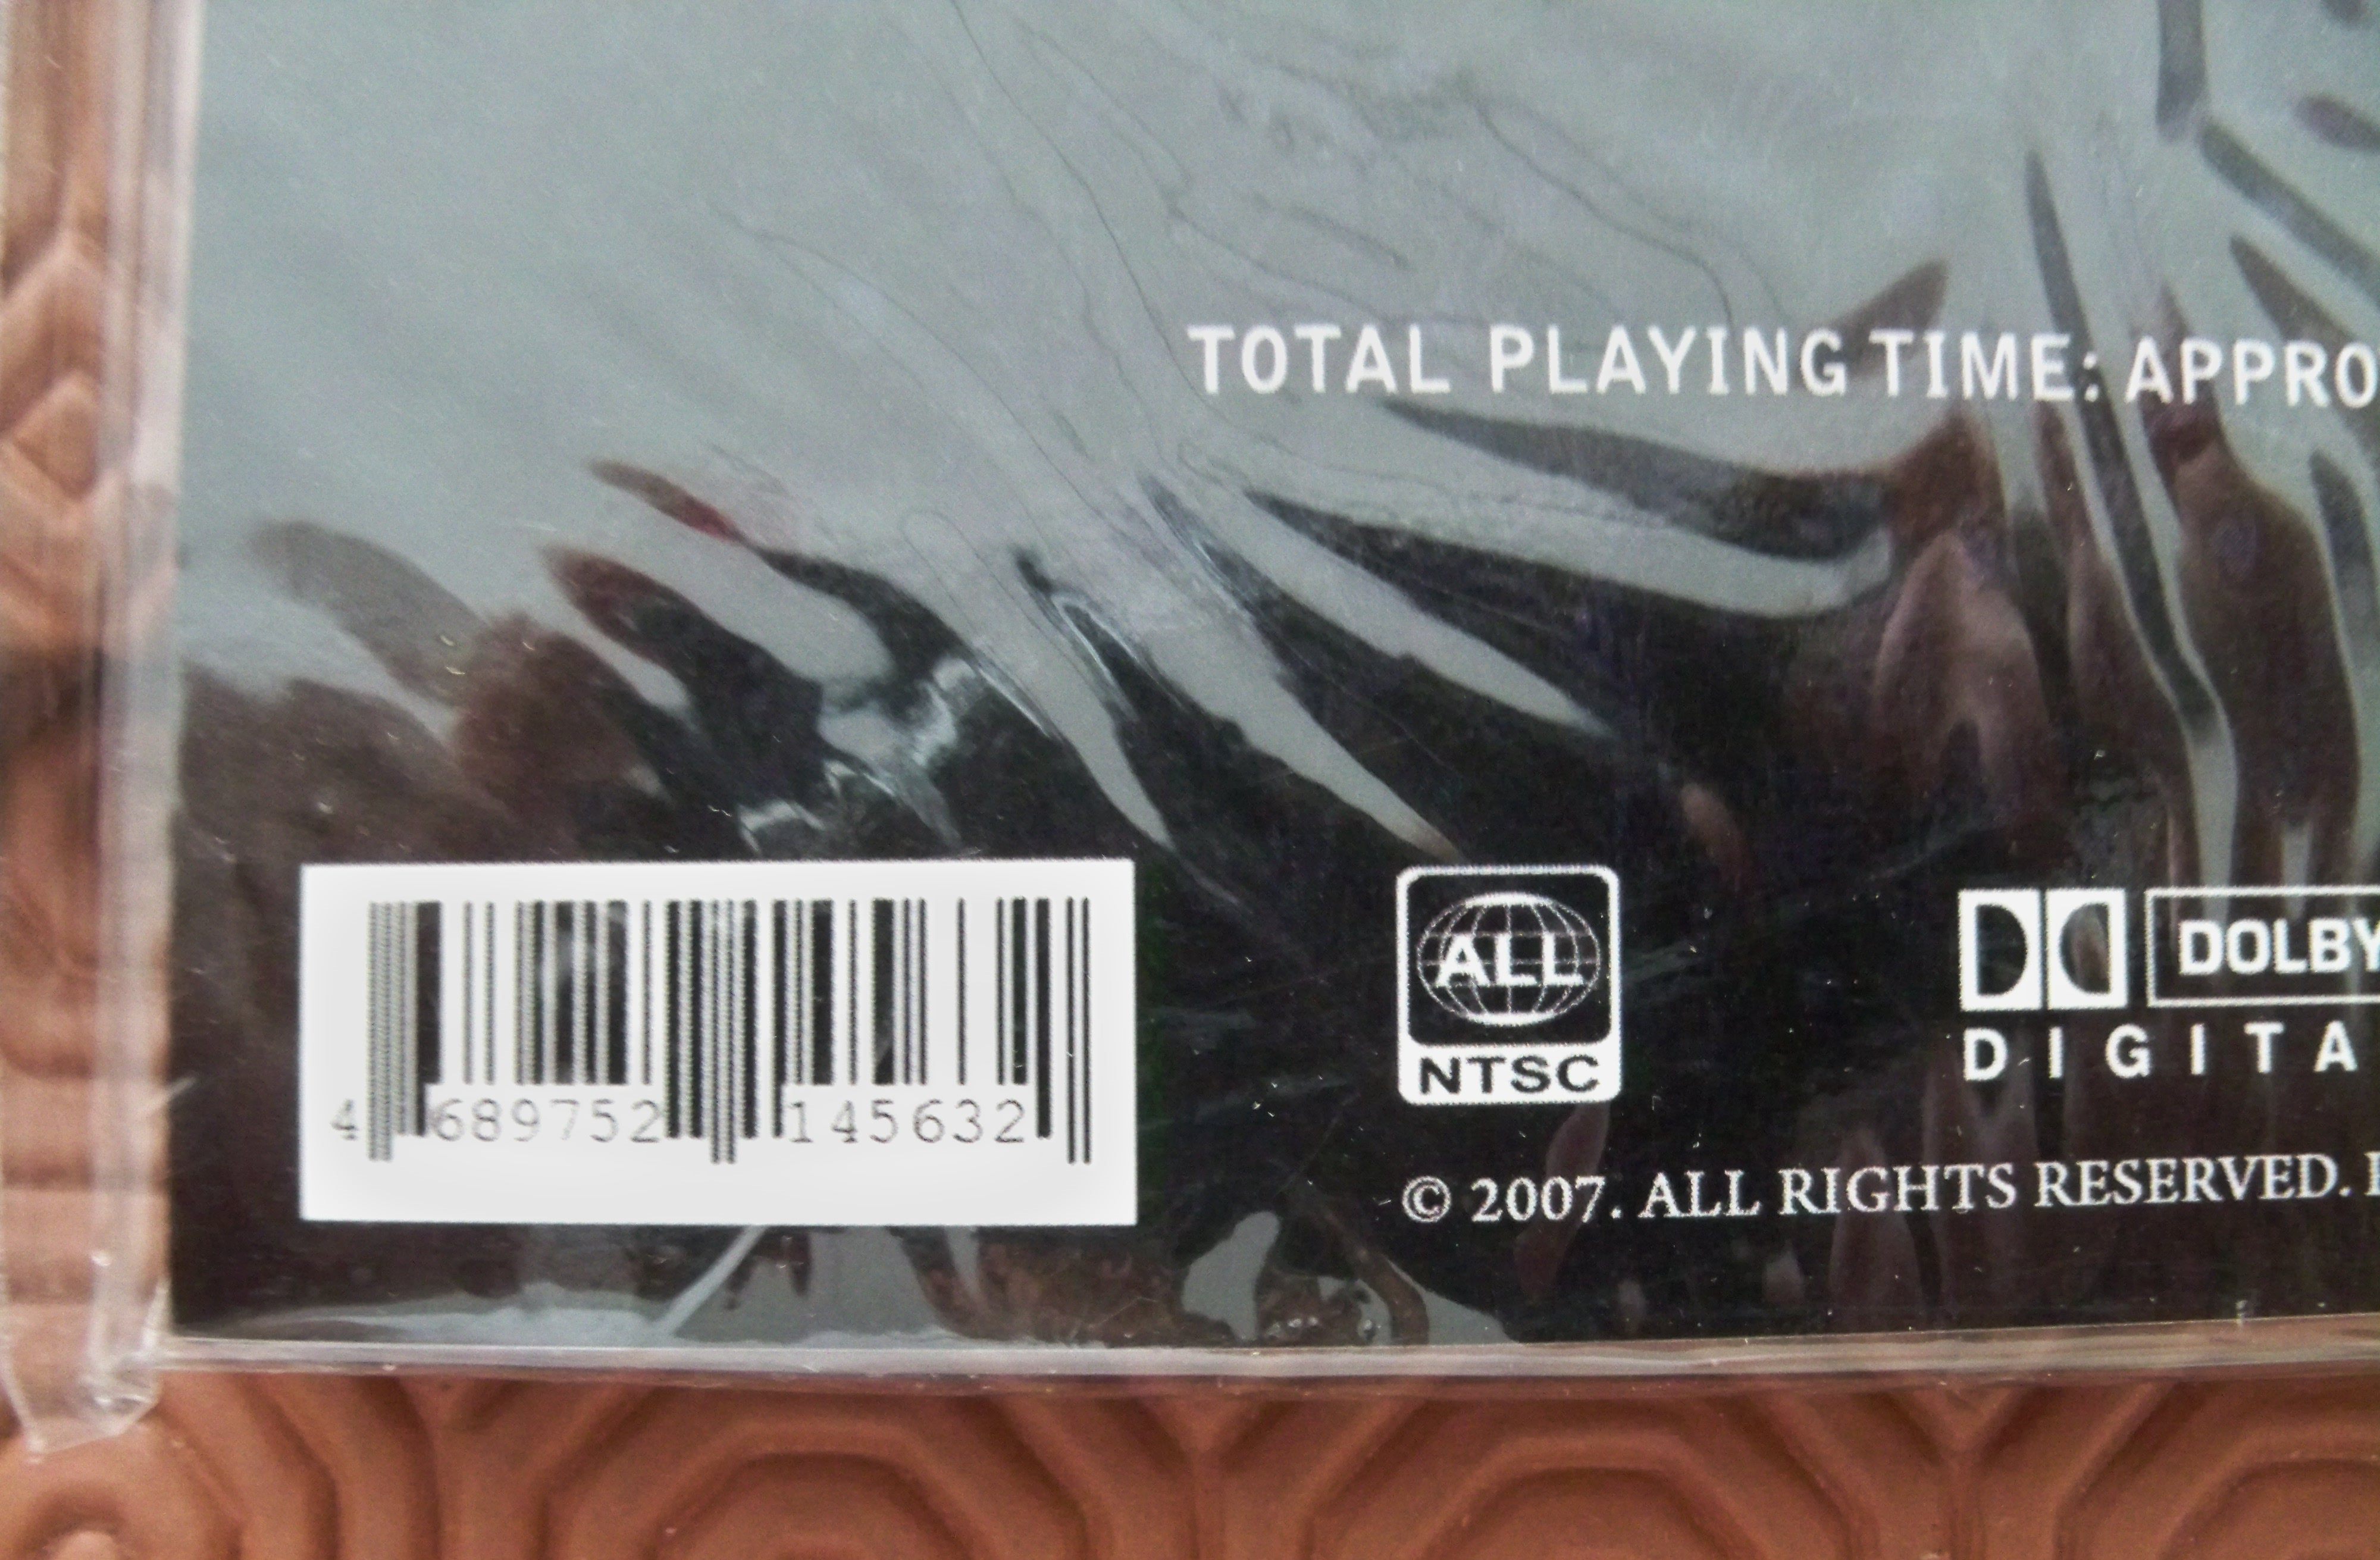 TOTAL PLAYING TIME: APPRO
ALL
NTSC
DOLBY
DIGITA
4 689752 145632
© 2007. ALL RIGHTS RESERVED.